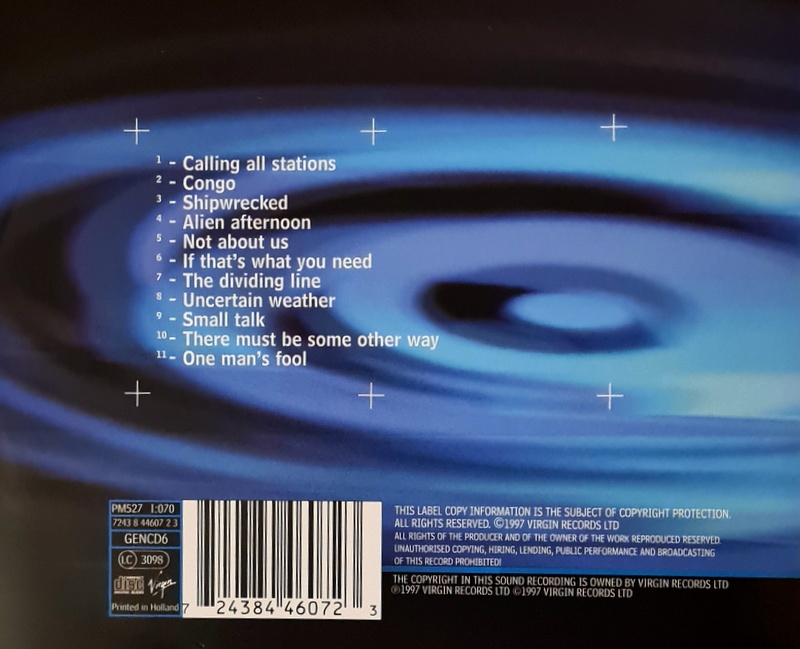 1 - Calling all stations
2 - Congo
3 - Shipwrecked
4 - Alien afternoon
5 - Not about us
6 - If that's what you need
7 - The dividing line
8 - Uncertain weather
9 - Small talk
10 - There must be some other way
11 - One man's fool
PM527 1:070
7243 8 44607 2 3
GENCD6
LC 3098
disc
Virgin
Printed in Holland
7 24384 46072 3
THIS LABEL COPY INFORMATION IS THE SUBJECT OF COPYRIGHT PROTECTION.
ALL RIGHTS RESERVED. ©1997 VIRGIN RECORDS LTD
ALL RIGHTS OF THE PRODUCER AND OF THE OWNER OF THE WORK REPRODUCED RESERVED.
UNAUTHORISED COPYING, HIRING, LENDING, PUBLIC PERFORMANCE AND BROADCASTING
OF THIS RECORD PROHIBITED!
THE COPYRIGHT IN THIS SOUND RECORDING IS OWNED BY VIRGIN RECORDS LTD
℗1997 VIRGIN RECORDS LTD ©1997 VIRGIN RECORDS LTD